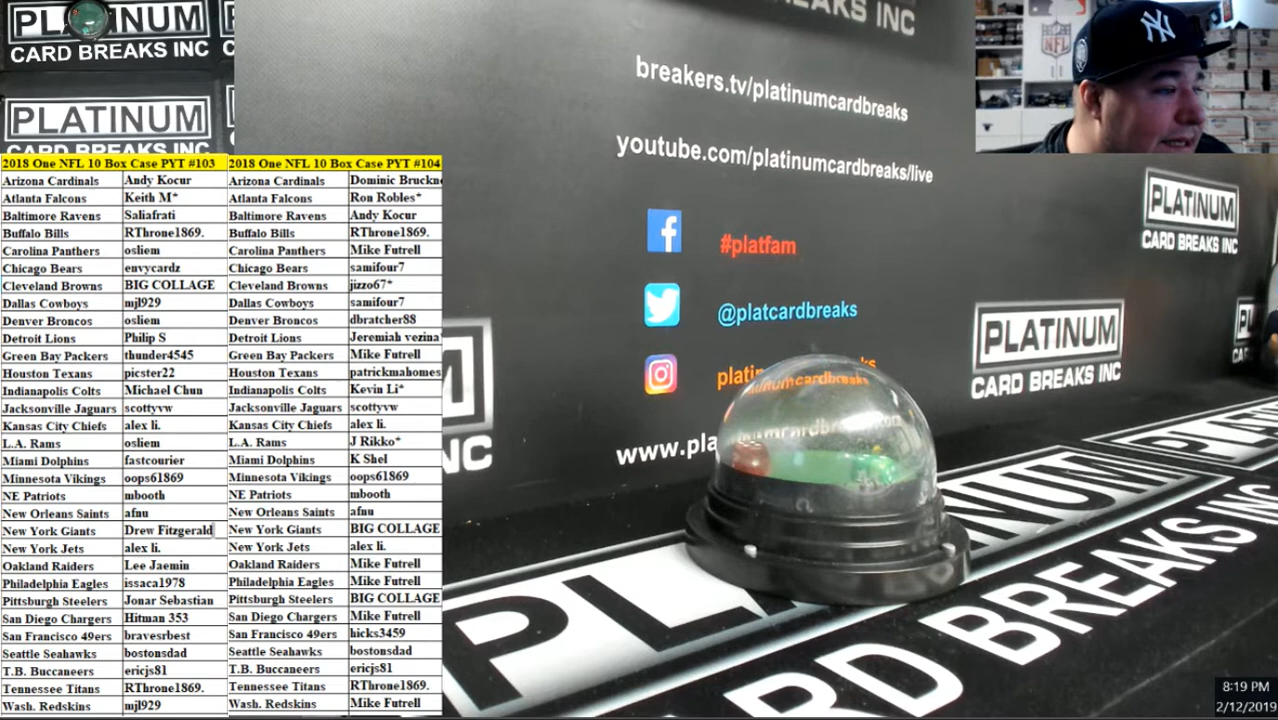 PLATINUM
CARD BREAKS INC
PLATINUM
2018 One NFL 10 Box Case PYT #103 2018 One NFL 10 Box Case PYT #104
Arizona Cardinals Andy Kocur Arizona Cardinals Dominic Bruckne
Atlanta Falcons Keith M* Atlanta Falcons Ron Robles*
Baltimore Ravens Saliafrati Baltimore Ravens Andy Kocur
Buffalo Bills RThrone1869. Buffalo Bills RThrone1869.
Carolina Panthers osliem Carolina Panthers Mike Futrell
Chicago Bears envycardz Chicago Bears samifour7
Cleveland Browns BIG COLLAGE Cleveland Browns jizzo67*
Dallas Cowboys mjl929 Dallas Cowboys samifour7
Denver Broncos osliem Denver Broncos dbratcher88
Detroit Lions Philip S Detroit Lions Jeremiah vezina
Green Bay Packers thunder4545 Green Bay Packers Mike Futrell
Houston Texans picster22 Houston Texans patrickmahomes
Indianapolis Colts Michael Chun Indianapolis Colts Kevin Li*
Jacksonville Jaguars scottyvw Jacksonville Jaguars scottyvw
Kansas City Chiefs alex li. Kansas City Chiefs alex li.
L.A. Rams osliem L.A. Rams J Rikko*
Miami Dolphins fastcourier Miami Dolphins K Shel
Minnesota Vikings oops61869 Minnesota Vikings oops61869
NE Patriots mbooth NE Patriots mbooth
New Orleans Saints afnu New Orleans Saints afnu
New York Giants Drew Fitzgerald New York Giants BIG COLLAGE
New York Jets alex li. New York Jets alex li.
Oakland Raiders Lee Jaemin Oakland Raiders Mike Futrell
Philadelphia Eagles issaca1978 Philadelphia Eagles Mike Futrell
Pittsburgh Steelers Jonar Sebastian Pittsburgh Steelers BIG COLLAGE
San Diego Chargers Hitman 353 San Diego Chargers Mike Futrell
San Francisco 49ers bravesrbest San Francisco 49ers hicks3459
Seattle Seahawks bostonsdad Seattle Seahawks bostonsdad
T.B. Buccaneers ericjs81 T.B. Buccaneers ericjs81
Tennessee Titans RThrone1869. Tennessee Titans RThrone1869.
Wash. Redskins mjl929 Wash. Redskins Mike Futrell
EAKS INC
breakers.tv/platinumcardbreaks
youtube.com/platinumcardbreaks/live
#platfam
@platcardbreaks
platinumcardbreaks
www.pla
NFL
NY
PLATINUM
CARD BREAKS INC
PLATINUM
CARD BREAKS INC
NC
PLATINUM
CARD BREAKS INC
8:19 PM
2/12/2019